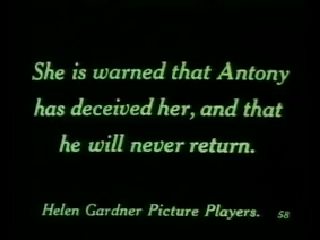 She is warned that Antony
has deceived her, and that
he will never return.
Helen Gardner Picture Players. 58